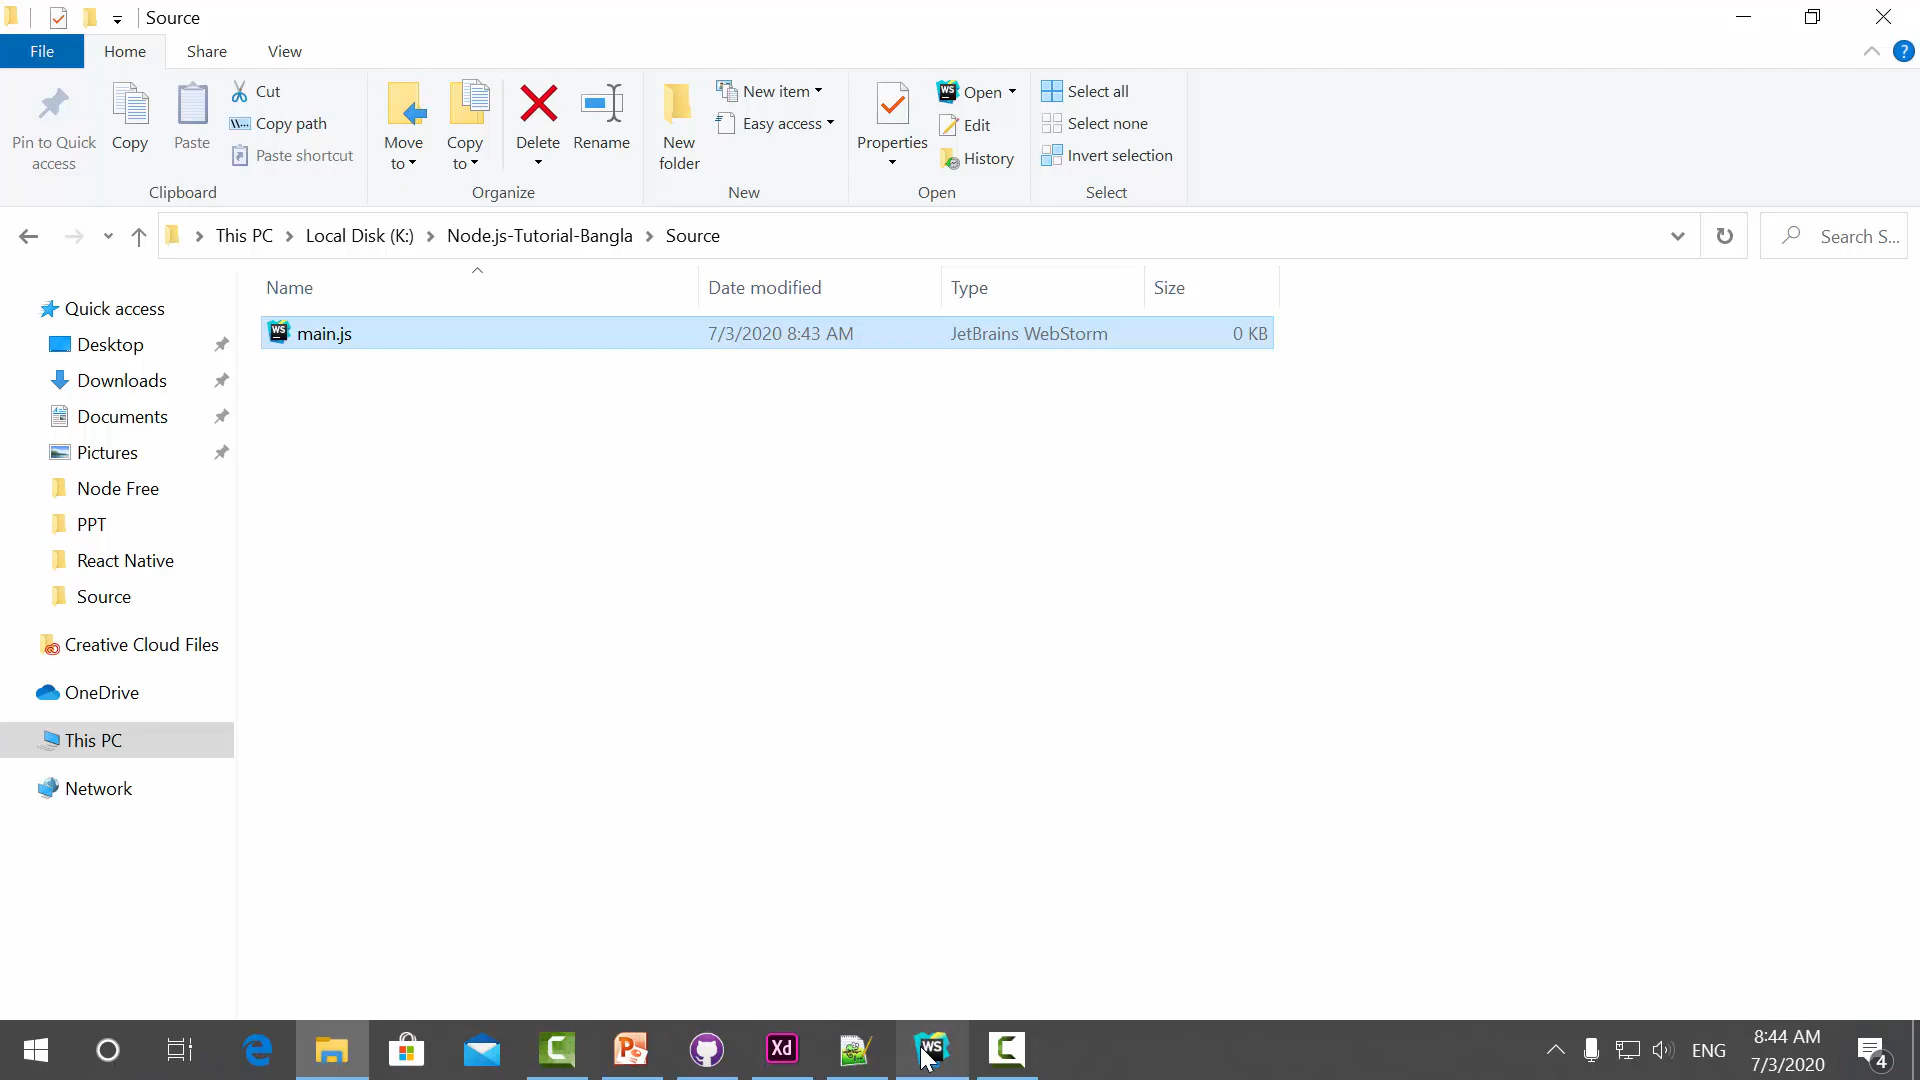 Source
File Home Share View
?
Pin to Quick access
Copy
Paste
Cut
Copy path
Paste shortcut
Clipboard
Move to
Copy to
Delete
Rename
Organize
New folder
New item
Easy access
New
Properties
Open
Edit
History
Open
Select all
Select none
Invert selection
Select
This PC Local Disk (K:) Node.js-Tutorial-Bangla Source
Search S...
Name Date modified Type Size
main.js 7/3/2020 8:43 AM JetBrains WebStorm 0 KB
Quick access
Desktop
Downloads
Documents
Pictures
Node Free
PPT
React Native
Source
Creative Cloud Files
OneDrive
This PC
Network
Xd
WS
ENG
8:44 AM
7/3/2020
4